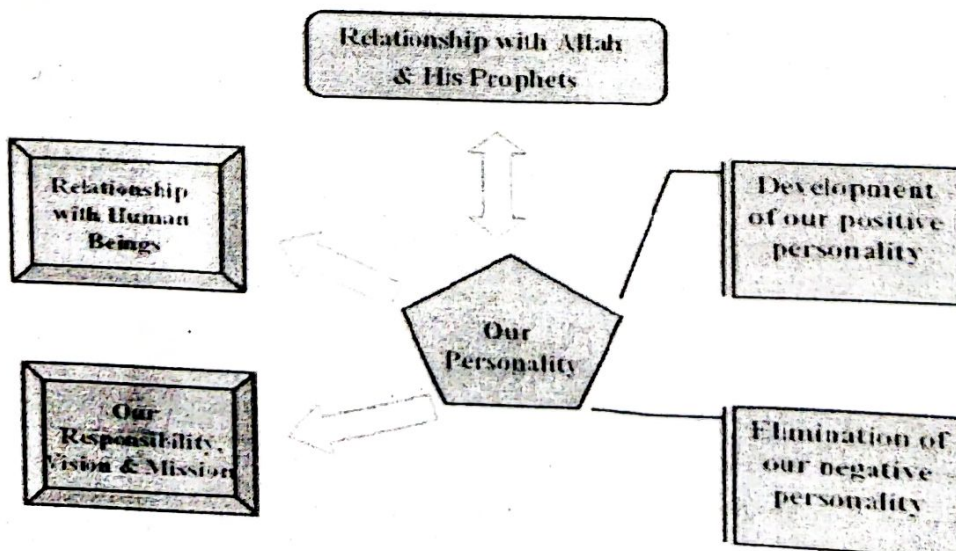 Relationship with Allah
& His Prophets
Relationship
with Human
Beings
Development
of our positive
personality
Our
Personality
Our
Responsibility,
Vision & Mission
Elimination of
our negative
personality